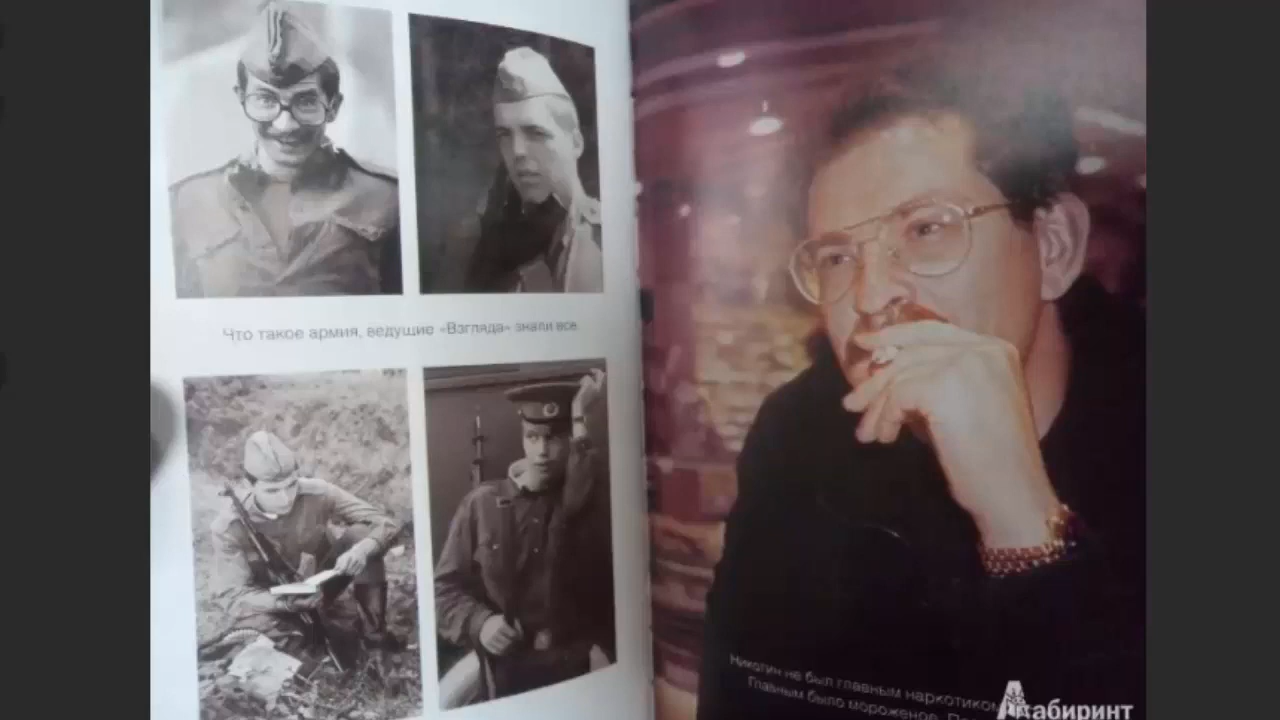 Что такое армия, ведущие «Взгляда» знали все.
Никотин не был главным наркотиком
Главным было мороженое.
Лабиринт